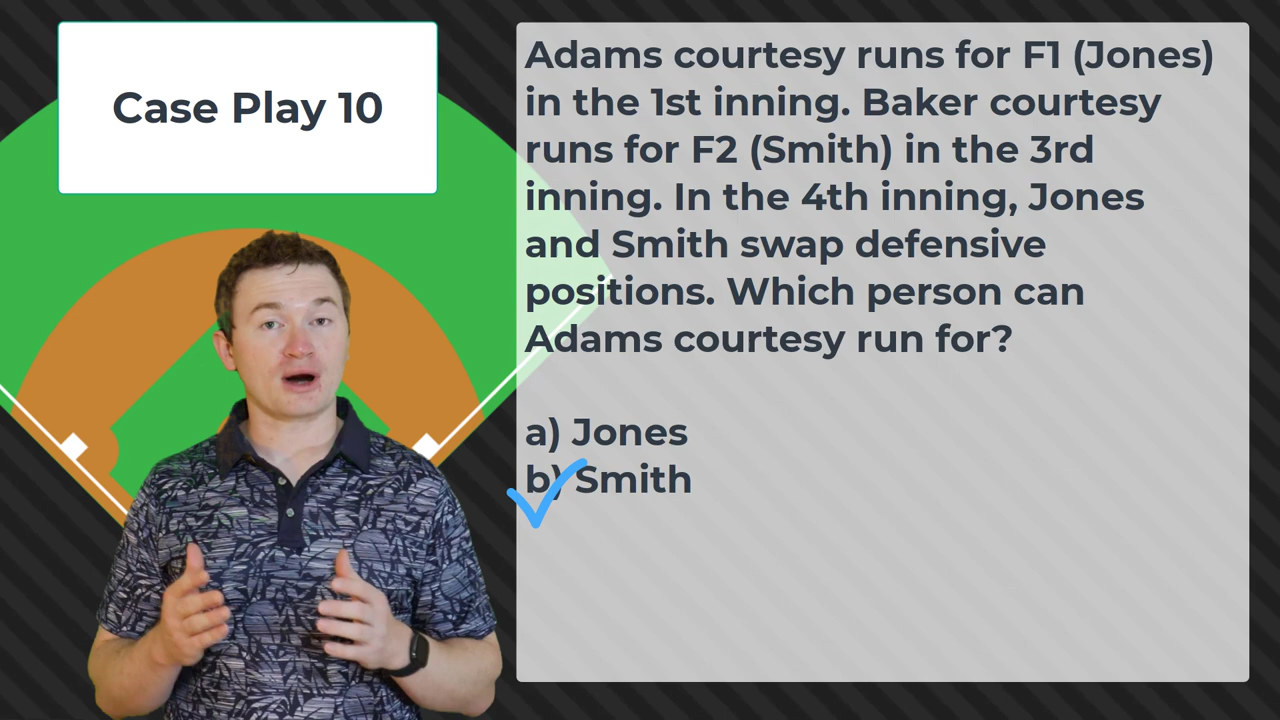 Case Play 10
Adams courtesy runs for F1 (Jones)
in the 1st inning. Baker courtesy
runs for F2 (Smith) in the 3rd
inning. In the 4th inning, Jones
and Smith swap defensive
positions. Which person can
Adams courtesy run for?
a) Jones
b) Smith